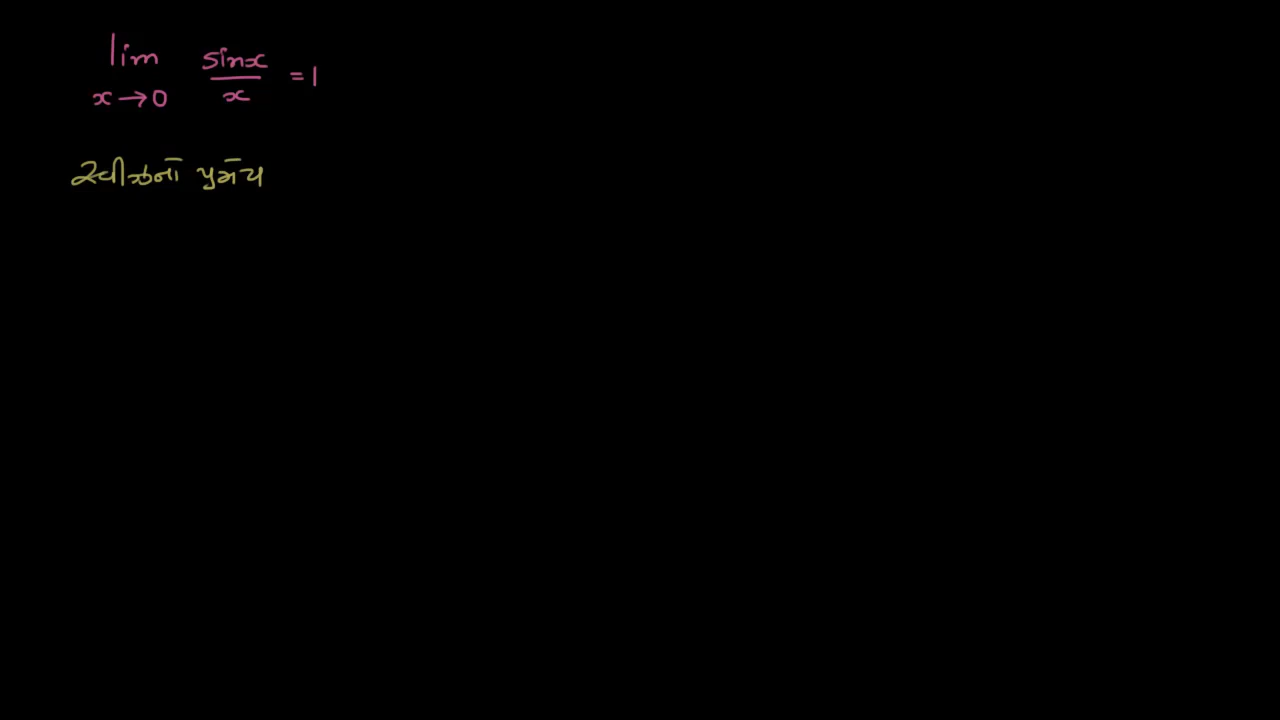 lim sinx/x = 1
x→0
સ્ક્વીઝનો પ્રમેય